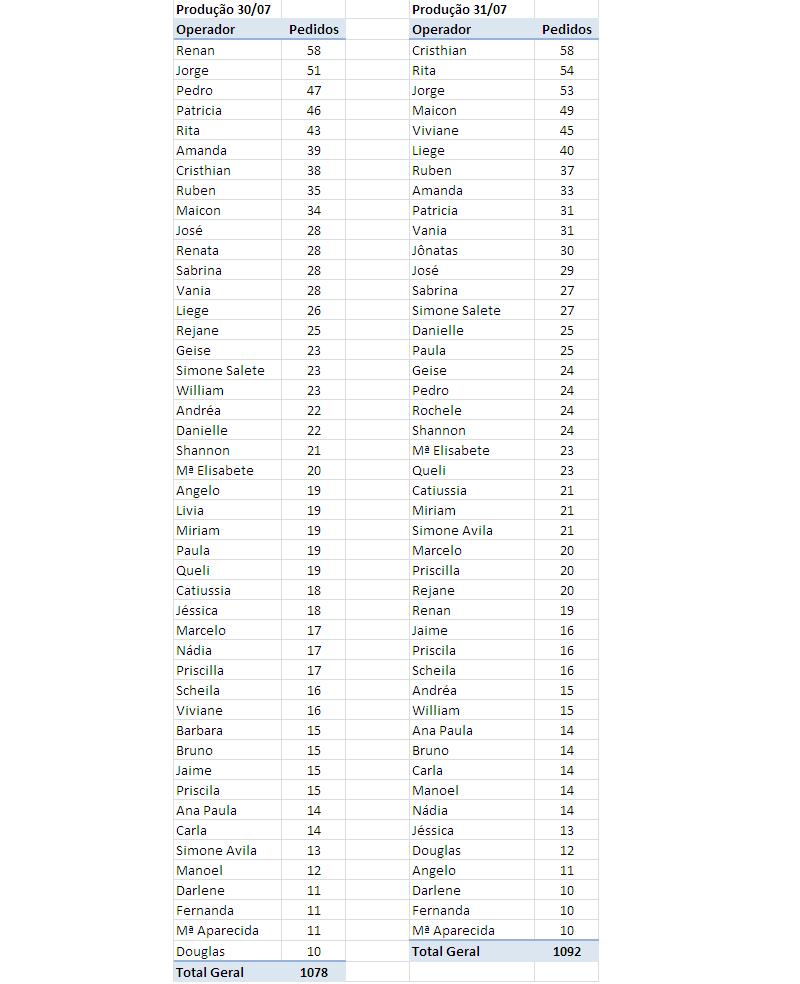 Produção 30/07 Produção 31/07
Operador Pedidos Operador Pedidos
Renan 58 Cristhian 58
Jorge 51 Rita 54
Pedro 47 Jorge 53
Patricia 46 Maicon 49
Rita 43 Viviane 45
Amanda 39 Liege 40
Cristhian 38 Ruben 37
Ruben 35 Amanda 33
Maicon 34 Patricia 31
José 28 Vania 31
Renata 28 Jônatas 30
Sabrina 28 José 29
Vania 28 Sabrina 27
Liege 26 Simone Salete 27
Rejane 25 Danielle 25
Geise 23 Paula 25
Simone Salete 23 Geise 24
William 23 Pedro 24
Andréa 22 Rochele 24
Danielle 22 Shannon 24
Shannon 21 Mª Elisabete 23
Mª Elisabete 20 Queli 23
Angelo 19 Catiussia 21
Livia 19 Miriam 21
Miriam 19 Simone Avila 21
Paula 19 Marcelo 20
Queli 19 Priscilla 20
Catiussia 18 Rejane 20
Jéssica 18 Renan 19
Marcelo 17 Jaime 16
Nádia 17 Priscila 16
Priscilla 17 Scheila 16
Scheila 16 Andréa 15
Viviane 16 William 15
Barbara 15 Ana Paula 14
Bruno 15 Bruno 14
Jaime 15 Carla 14
Priscila 15 Manoel 14
Ana Paula 14 Nádia 14
Carla 14 Jéssica 13
Simone Avila 13 Douglas 12
Manoel 12 Angelo 11
Darlene 11 Darlene 10
Fernanda 11 Fernanda 10
Mª Aparecida 11 Mª Aparecida 10
Douglas 10 Total Geral 1092
Total Geral 1078